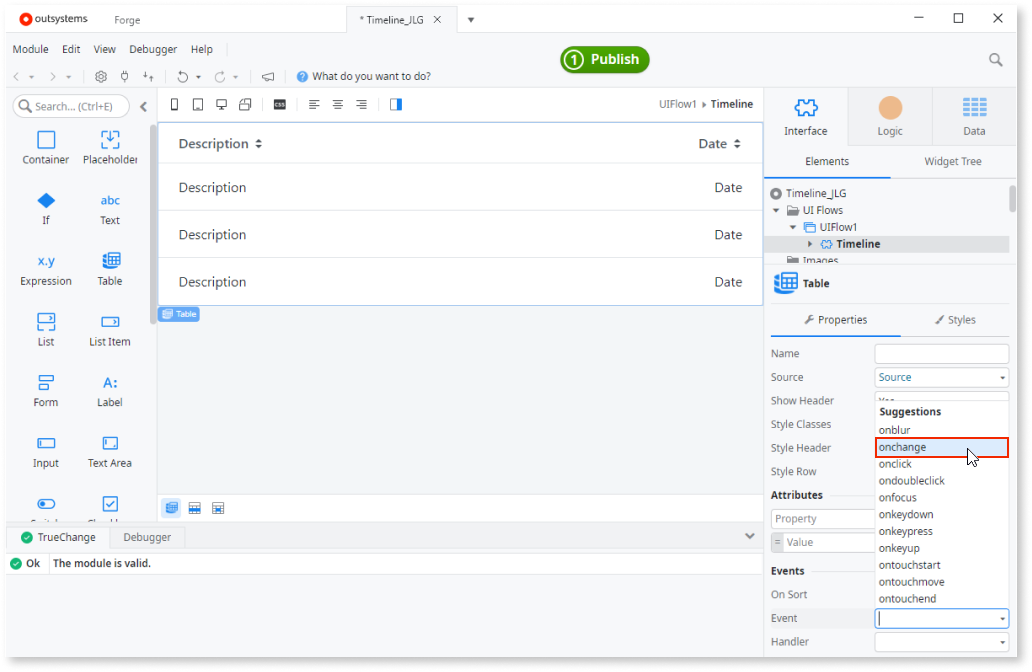 outsystems
Forge
* Timeline_JLG
Module Edit View Debugger Help
1 Publish
? What do you want to do?
Search... (Ctrl+E)
css
UIFlow1 Timeline
Container
Placeholder
If
abc
Text
x.y
Expression
Table
List
List Item
Form
A:
Label
Input
Text Area
Description
Date
Description
Date
Description
Date
Description
Date
Table
TrueChange
Debugger
Ok
The module is valid.
Interface
Logic
Data
Elements
Widget Tree
Timeline_JLG
UI Flows
UIFlow1
Timeline
Images
Table
Properties
Styles
Name
Source
Source
Show Header
Yes
Style Classes
Style Header
Style Row
Attributes
Property
= Value
Events
On Sort
Event
Handler
Suggestions
onblur
onchange
onclick
ondoubleclick
onfocus
onkeydown
onkeypress
onkeyup
ontouchstart
ontouchmove
ontouchend